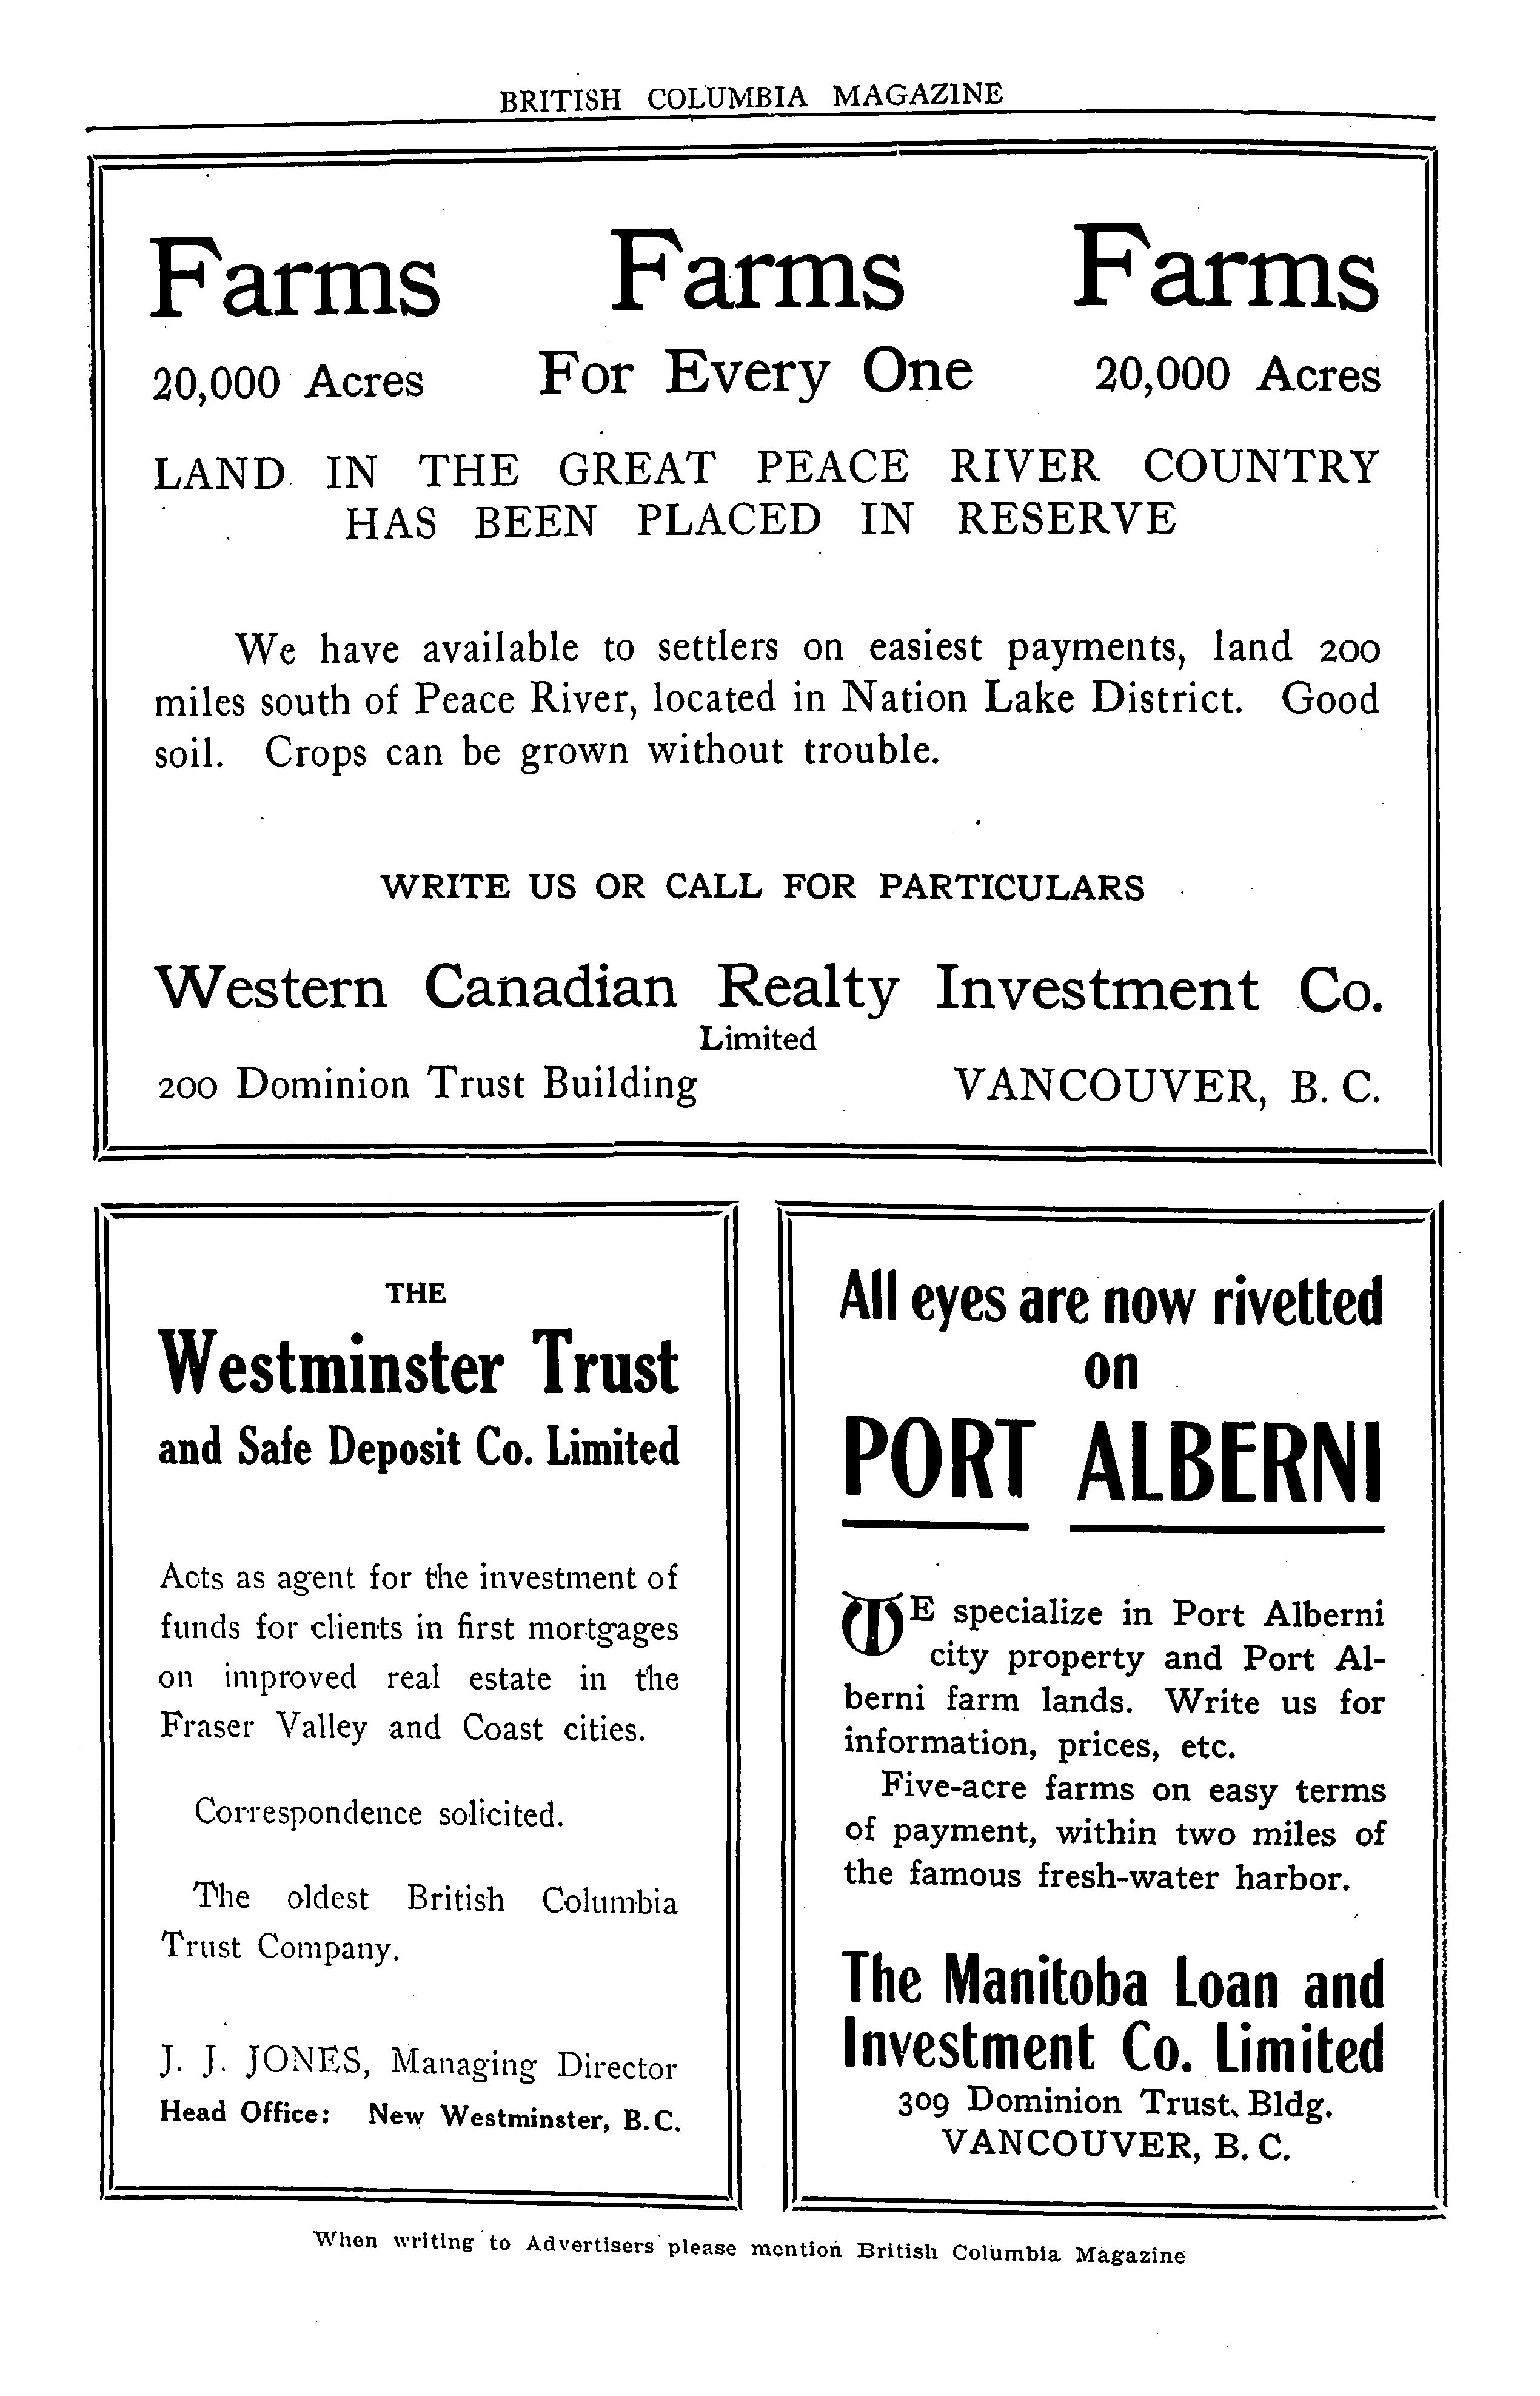 BRITISH COLUMBIA MAGAZINE
Farms Farms Farms
20,000 Acres For Every One 20,000 Acres
LAND IN THE GREAT PEACE RIVER COUNTRY
HAS BEEN PLACED IN RESERVE
We have available to settlers on easiest payments, land 200
miles south of Peace River, located in Nation Lake District. Good
soil. Crops can be grown without trouble.
WRITE US OR CALL FOR PARTICULARS
Western Canadian Realty Investment Co.
Limited
200 Dominion Trust Building VANCOUVER, B. C.
THE
Westminster Trust
and Safe Deposit Co. Limited
Acts as agent for the investment of
funds for clients in first mortgages
on improved real estate in the
Fraser Valley and Coast cities.
Correspondence solicited.
The oldest British Columbia
Trust Company.
J. J. JONES, Managing Director
Head Office: New Westminster, B.C.
All eyes are now rivetted
on
PORT ALBERNI
WE specialize in Port Alberni
city property and Port Al-
berni farm lands. Write us for
information, prices, etc.
Five-acre farms on easy terms
of payment, within two miles of
the famous fresh-water harbor.
The Manitoba Loan and
Investment Co. Limited
309 Dominion Trust Bldg.
VANCOUVER, B. C.
When writing to Advertisers please mention British Columbia Magazine